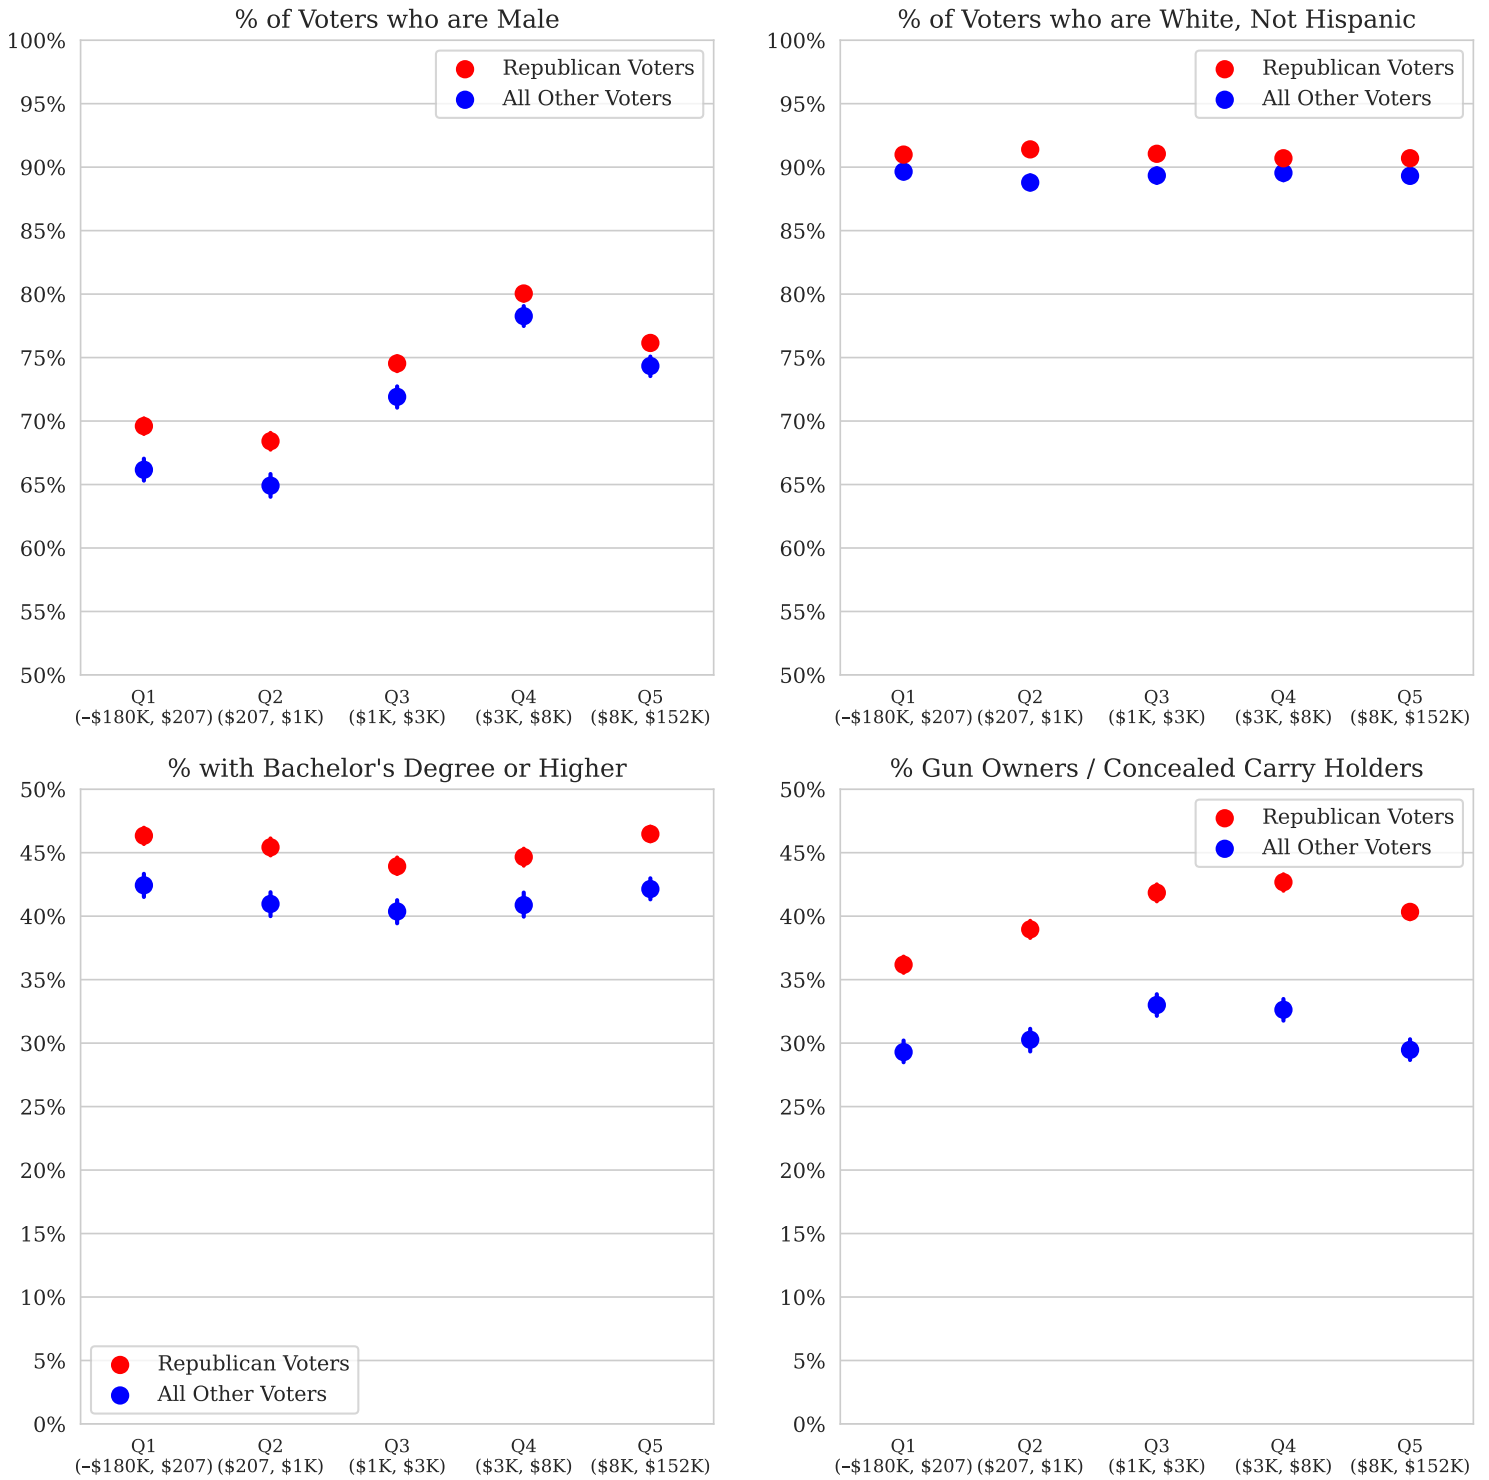 % of Voters who are Male
100%
95%
90%
85%
80%
75%
70%
65%
60%
55%
50%
Republican Voters
All Other Voters
Q1 Q2 Q3 Q4 Q5
(–$180K, $207) ($207, $1K) ($1K, $3K) ($3K, $8K) ($8K, $152K)
% of Voters who are White, Not Hispanic
100%
95%
90%
85%
80%
75%
70%
65%
60%
55%
50%
Republican Voters
All Other Voters
Q1 Q2 Q3 Q4 Q5
(–$180K, $207) ($207, $1K) ($1K, $3K) ($3K, $8K) ($8K, $152K)
% with Bachelor's Degree or Higher
50%
45%
40%
35%
30%
25%
20%
15%
10%
5%
0%
Republican Voters
All Other Voters
Q1 Q2 Q3 Q4 Q5
(–$180K, $207) ($207, $1K) ($1K, $3K) ($3K, $8K) ($8K, $152K)
% Gun Owners / Concealed Carry Holders
50%
45%
40%
35%
30%
25%
20%
15%
10%
5%
0%
Republican Voters
All Other Voters
Q1 Q2 Q3 Q4 Q5
(–$180K, $207) ($207, $1K) ($1K, $3K) ($3K, $8K) ($8K, $152K)